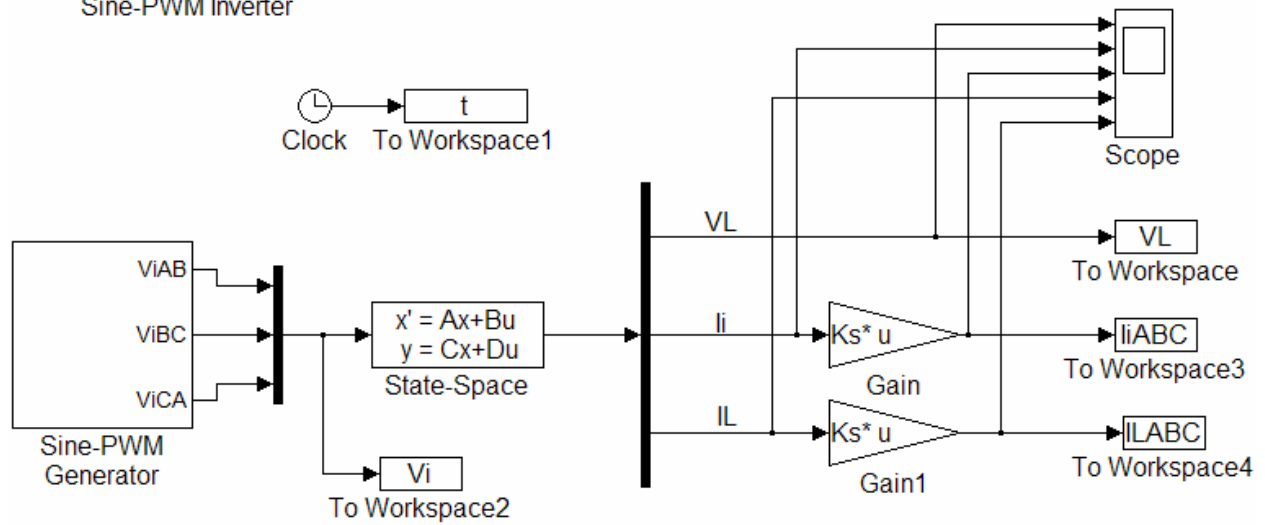 Sine-PWM Inverter
t
Clock
To Workspace1
Scope
VL
VL
To Workspace
ViAB
ViBC
ViCA
Sine-PWM
Generator
x' = Ax+Bu
y = Cx+Du
State-Space
Vi
To Workspace2
Ii
Ks* u
Gain
IiABC
To Workspace3
IL
Ks* u
Gain1
ILABC
To Workspace4